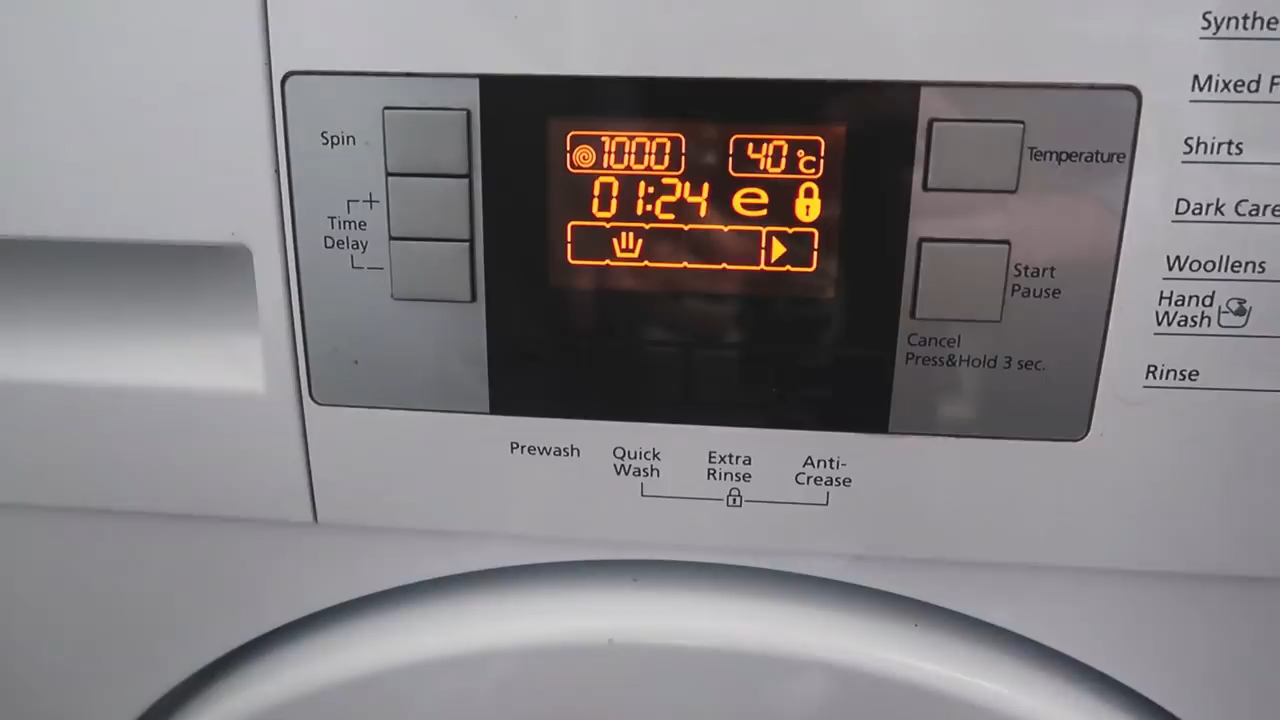 Spin
+
Time
Delay
-
1000
40 °C
01:24 e
Temperature
Start
Pause
Cancel
Press&Hold 3 sec.
Prewash
Quick
Wash
Extra
Rinse
Anti-
Crease
Synthe
Mixed F
Shirts
Dark Care
Woollens
Hand
Wash
Rinse